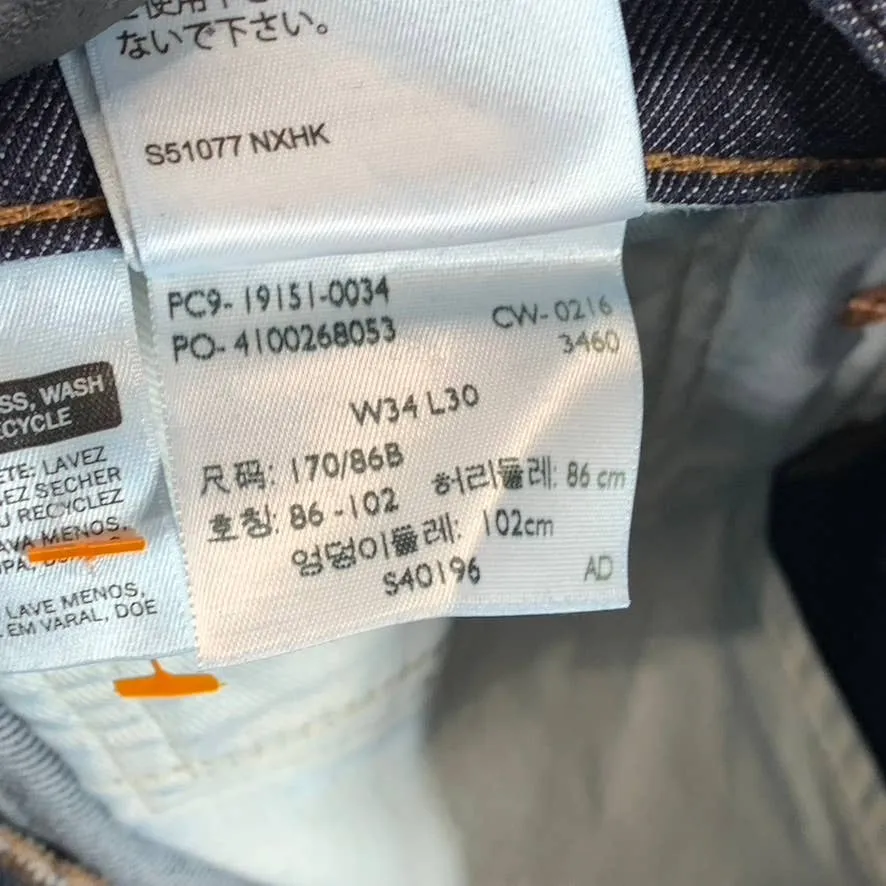 ないで下さい。
S51077 NXHK
PC9-19151-0034
PO-4100268053
CW-0216
3460
W34 L30
尺码: 170/86B
호칭: 86-102
허리둘레: 86 cm
엉덩이둘레: 102cm
S40196
AD
SS, WASH
ECYCLE
ETE: LAVEZ
EZ SECHER
U RECYCLEZ
AVA MENOS,
LAVE MENOS,
EM VARAL, DOE